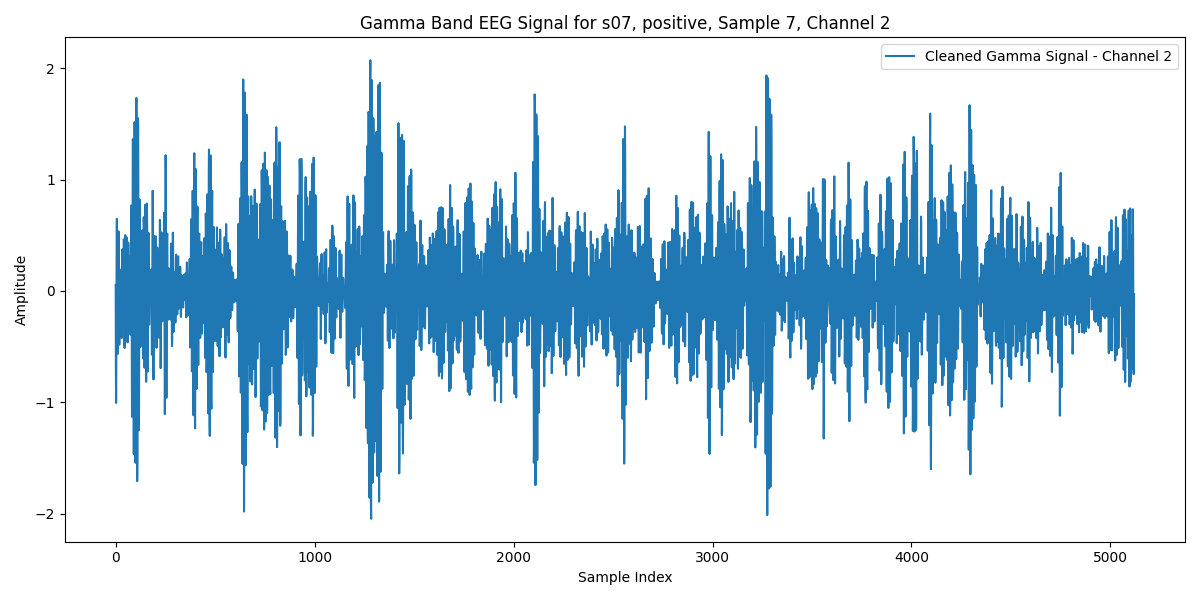 Gamma Band EEG Signal for s07, positive, Sample 7, Channel 2
Cleaned Gamma Signal - Channel 2
Amplitude
2
1
0
−1
−2
0 1000 2000 3000 4000 5000
Sample Index